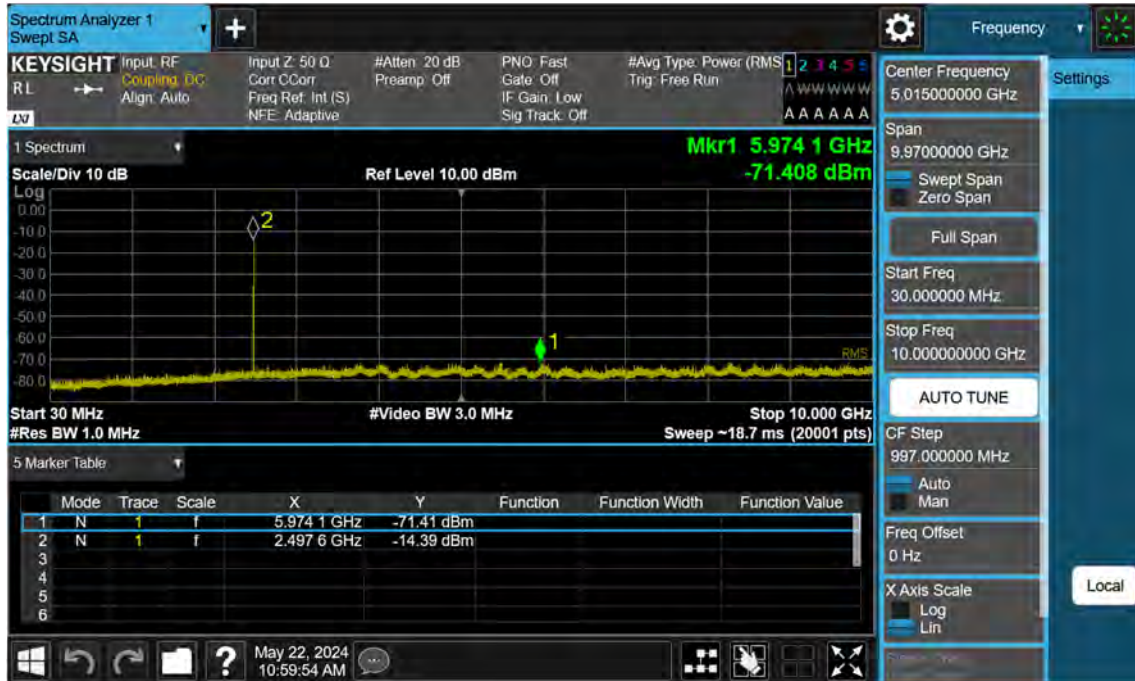 Spectrum Analyzer 1
Swept SA
+
Frequency
KEYSIGHT
RL
LXI
Input: RF
Coupling: DC
Align: Auto
Input Z: 50 Ω
Corr CCorr
Freq Ref: Int (S)
NFE: Adaptive
#Atten: 20 dB
Preamp: Off
PNO: Fast
Gate: Off
IF Gain: Low
Sig Track: Off
#Avg Type: Power (RMS
Trig: Free Run
1 2 3 4 5 6
A W W W W W
A A A A A A
1 Spectrum
Scale/Div 10 dB
Ref Level 10.00 dBm
Mkr1 5.974 1 GHz
-71.408 dBm
Log
0.00
-10.0
-20.0
-30.0
-40.0
-50.0
-60.0
-70.0
-80.0
2
1
RMS
Start 30 MHz
#Video BW 3.0 MHz
Stop 10.000 GHz
#Res BW 1.0 MHz
Sweep ~18.7 ms (20001 pts)
5 Marker Table
Mode Trace Scale X Y Function Function Width Function Value
1 N 1 f 5.974 1 GHz -71.41 dBm
2 N 1 f 2.497 6 GHz -14.39 dBm
3
4
5
6
?
May 22, 2024
10:59:54 AM
Center Frequency
5.015000000 GHz
Span
9.97000000 GHz
Swept Span
Zero Span
Full Span
Start Freq
30.000000 MHz
Stop Freq
10.000000000 GHz
AUTO TUNE
CF Step
997.000000 MHz
Auto
Man
Freq Offset
0 Hz
X Axis Scale
Log
Lin
Settings
Local